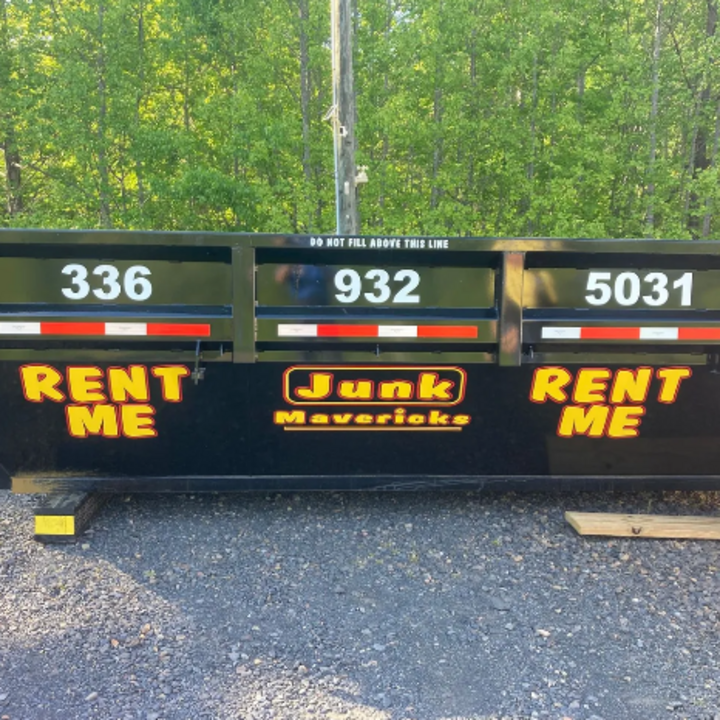 DO NOT FILL ABOVE THIS LINE
336 932 5031
RENT
ME
Junk
Mavericks
RENT
ME